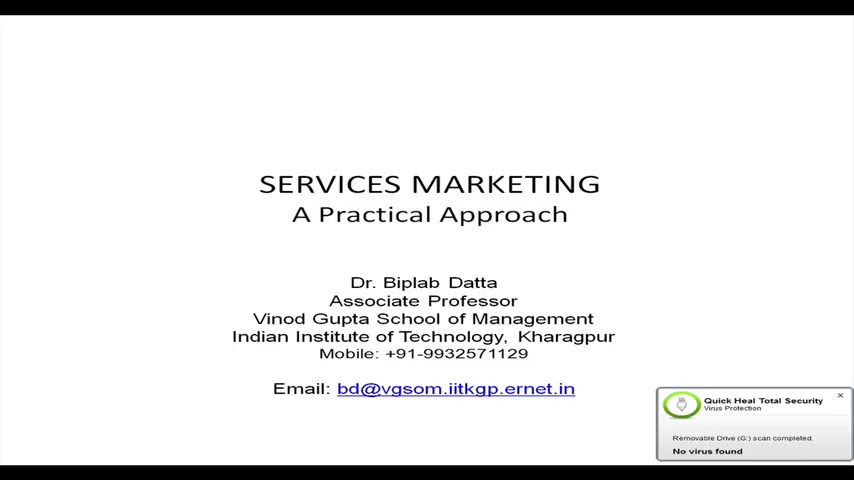 SERVICES MARKETING
A Practical Approach
Dr. Biplab Datta
Associate Professor
Vinod Gupta School of Management
Indian Institute of Technology, Kharagpur
Mobile: +91-9932571129
Email: bd@vgsom.iitkgp.ernet.in
Quick Heal Total Security
Virus Protection
Removable Drive (G:) scan completed.
No virus found